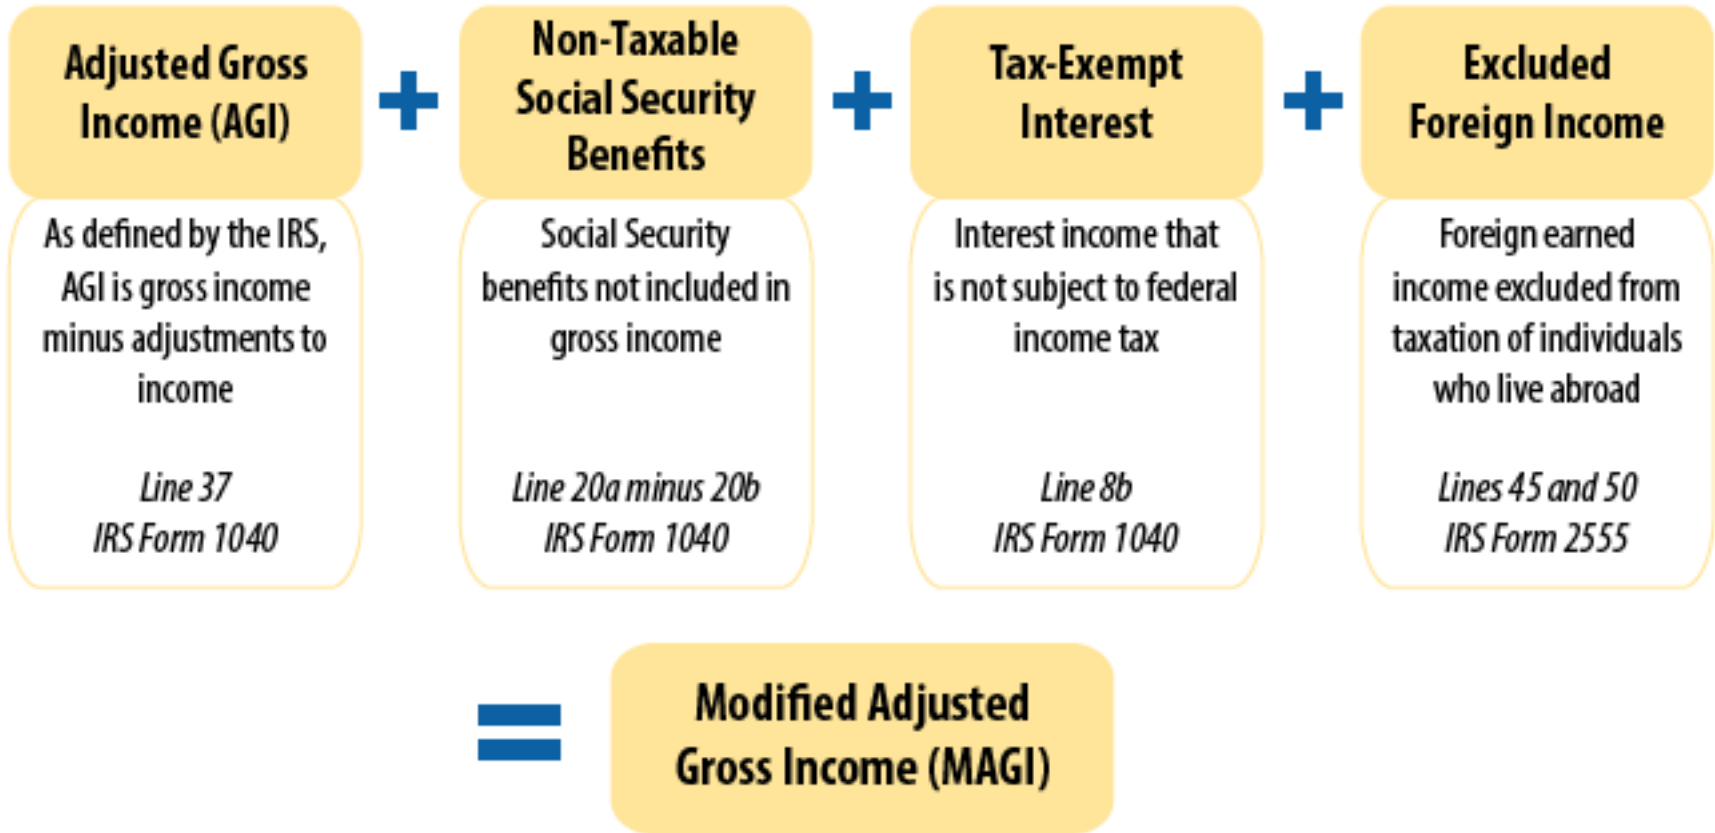 Adjusted Gross
Income (AGI)
+
Non-Taxable
Social Security
Benefits
+
Tax-Exempt
Interest
+
Excluded
Foreign Income
As defined by the IRS,
AGI is gross income
minus adjustments to
income
Line 37
IRS Form 1040
Social Security
benefits not included in
gross income
Line 20a minus 20b
IRS Form 1040
Interest income that
is not subject to federal
income tax
Line 8b
IRS Form 1040
Foreign earned
income excluded from
taxation of individuals
who live abroad
Lines 45 and 50
IRS Form 2555
=
Modified Adjusted
Gross Income (MAGI)